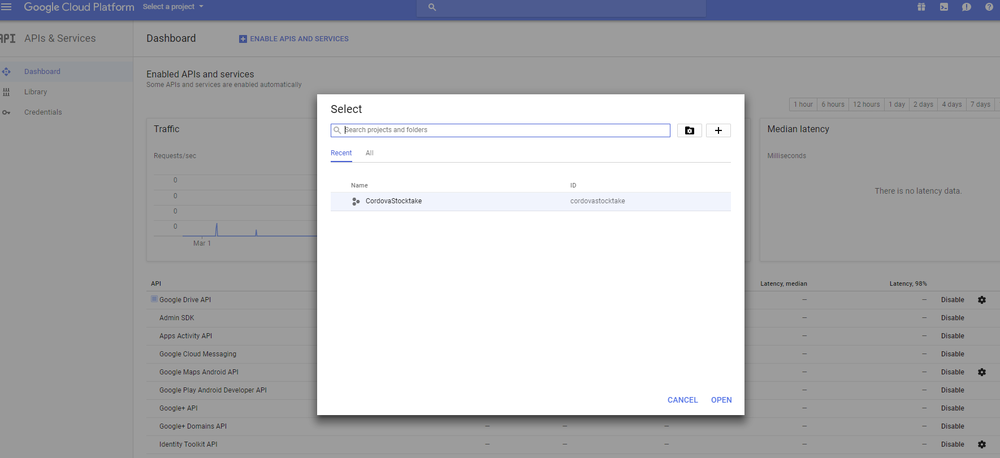 Google Cloud Platform Select a project
API APIs & Services
Dashboard
ENABLE APIS AND SERVICES
Dashboard
Library
Credentials
Enabled APIs and services
Some APIs and services are enabled automatically
1 hour 6 hours 12 hours 1 day 2 days 4 days 7 days
Traffic
Requests/sec
0
0
0
0
Mar 1
Select
Search projects and folders
Recent All
Name ID
CordovaStocktake cordovastocktake
CANCEL OPEN
Median latency
Milliseconds
There is no latency data.
API Latency, median Latency, 98%
Google Drive API – – Disable
Admin SDK – – Disable
Apps Activity API – – Disable
Google Cloud Messaging – – Disable
Google Maps Android API – – Disable
Google Play Android Developer API – – Disable
Google+ API – – Disable
Google+ Domains API – – – – – Disable
Identity Toolkit API – – – – – Disable